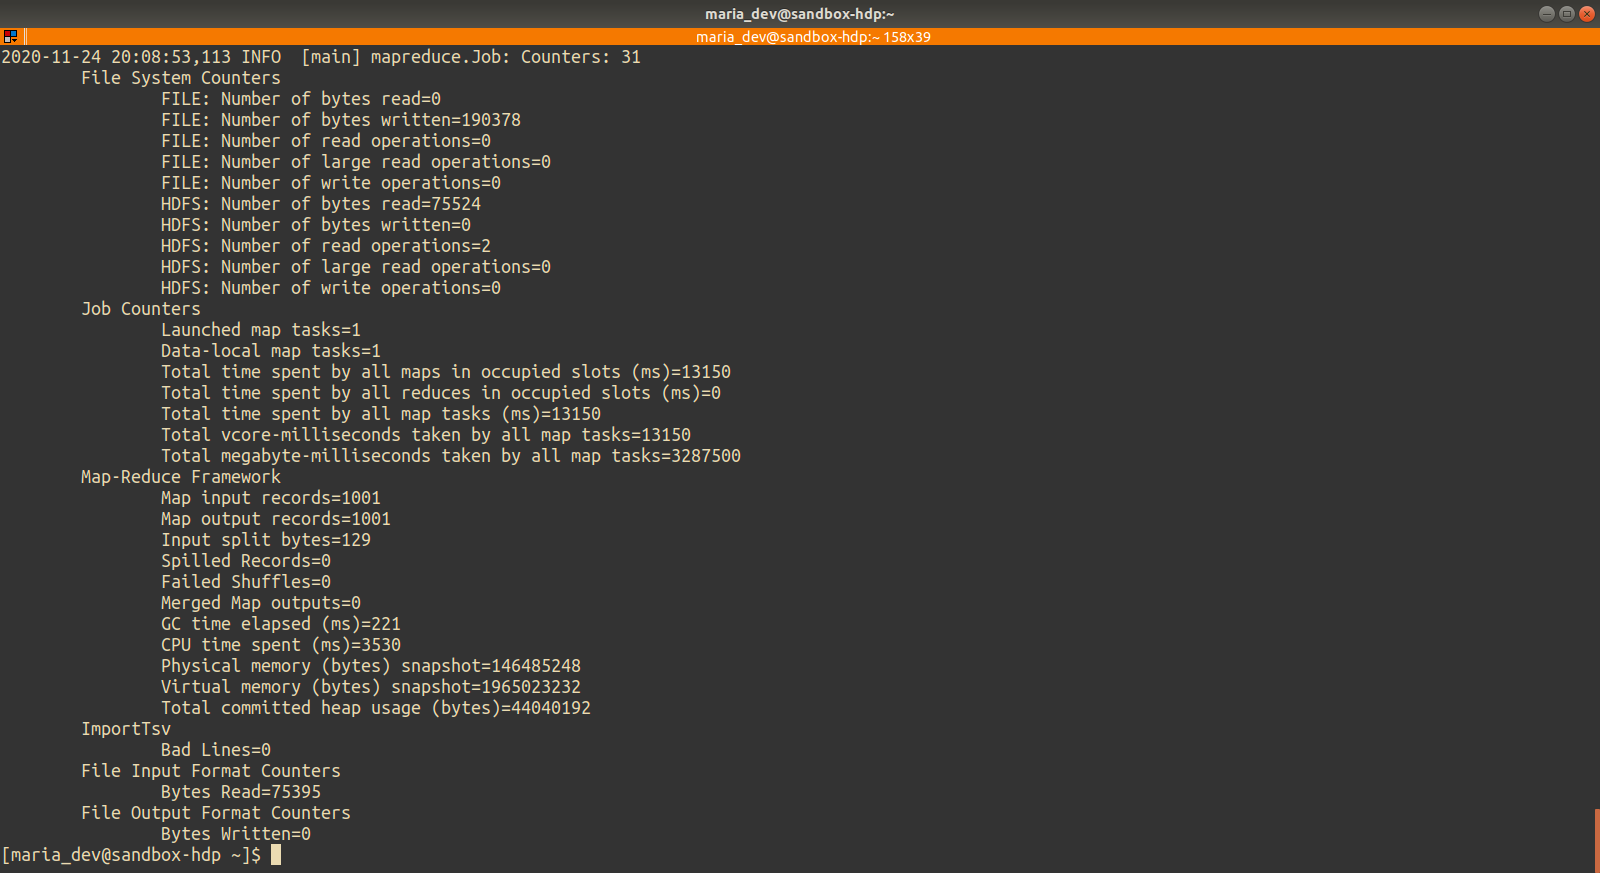 maria_dev@sandbox-hdp:~
maria_dev@sandbox-hdp:~ 158x39
2020-11-24 20:08:53,113 INFO  [main] mapreduce.Job: Counters: 31
File System Counters
FILE: Number of bytes read=0
FILE: Number of bytes written=190378
FILE: Number of read operations=0
FILE: Number of large read operations=0
FILE: Number of write operations=0
HDFS: Number of bytes read=75524
HDFS: Number of bytes written=0
HDFS: Number of read operations=2
HDFS: Number of large read operations=0
HDFS: Number of write operations=0
Job Counters
Launched map tasks=1
Data-local map tasks=1
Total time spent by all maps in occupied slots (ms)=13150
Total time spent by all reduces in occupied slots (ms)=0
Total time spent by all map tasks (ms)=13150
Total vcore-milliseconds taken by all map tasks=13150
Total megabyte-milliseconds taken by all map tasks=3287500
Map-Reduce Framework
Map input records=1001
Map output records=1001
Input split bytes=129
Spilled Records=0
Failed Shuffles=0
Merged Map outputs=0
GC time elapsed (ms)=221
CPU time spent (ms)=3530
Physical memory (bytes) snapshot=146485248
Virtual memory (bytes) snapshot=1965023232
Total committed heap usage (bytes)=44040192
ImportTsv
Bad Lines=0
File Input Format Counters
Bytes Read=75395
File Output Format Counters
Bytes Written=0
[maria_dev@sandbox-hdp ~]$